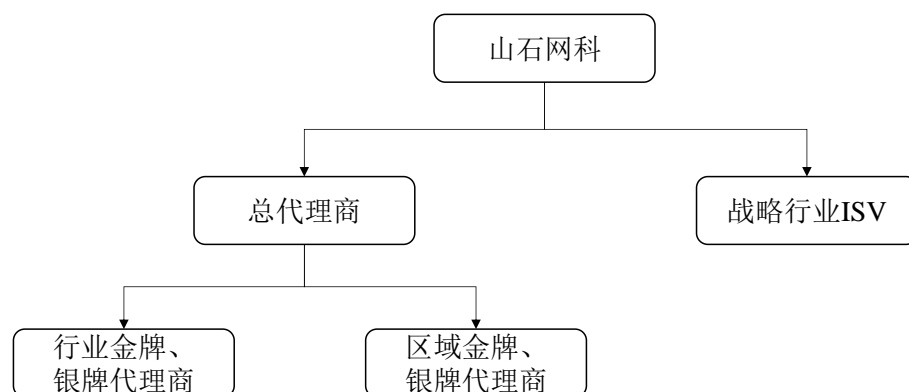 山石网科
总代理商
战略行业ISV
行业金牌、
银牌代理商
区域金牌、
银牌代理商